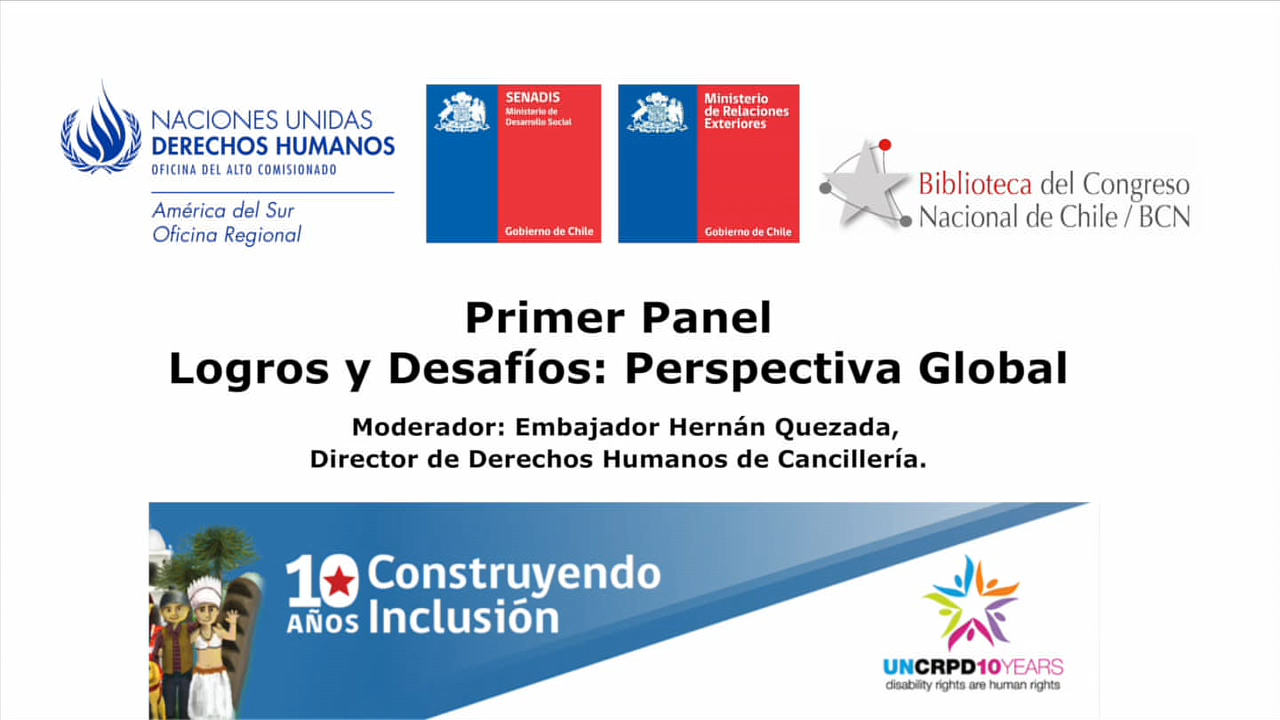 NACIONES UNIDAS
DERECHOS HUMANOS
OFICINA DEL ALTO COMISIONADO
América del Sur
Oficina Regional
SENADIS
Ministerio de
Desarrollo Social
Gobierno de Chile
Ministerio
de Relaciones
Exteriores
Gobierno de Chile
Biblioteca del Congreso
Nacional de Chile / BCN
Primer Panel
Logros y Desafíos: Perspectiva Global
Moderador: Embajador Hernán Quezada,
Director de Derechos Humanos de Cancillería.
10 AÑOS
Construyendo
Inclusión
UNCRPD10YEARS
disability rights are human rights